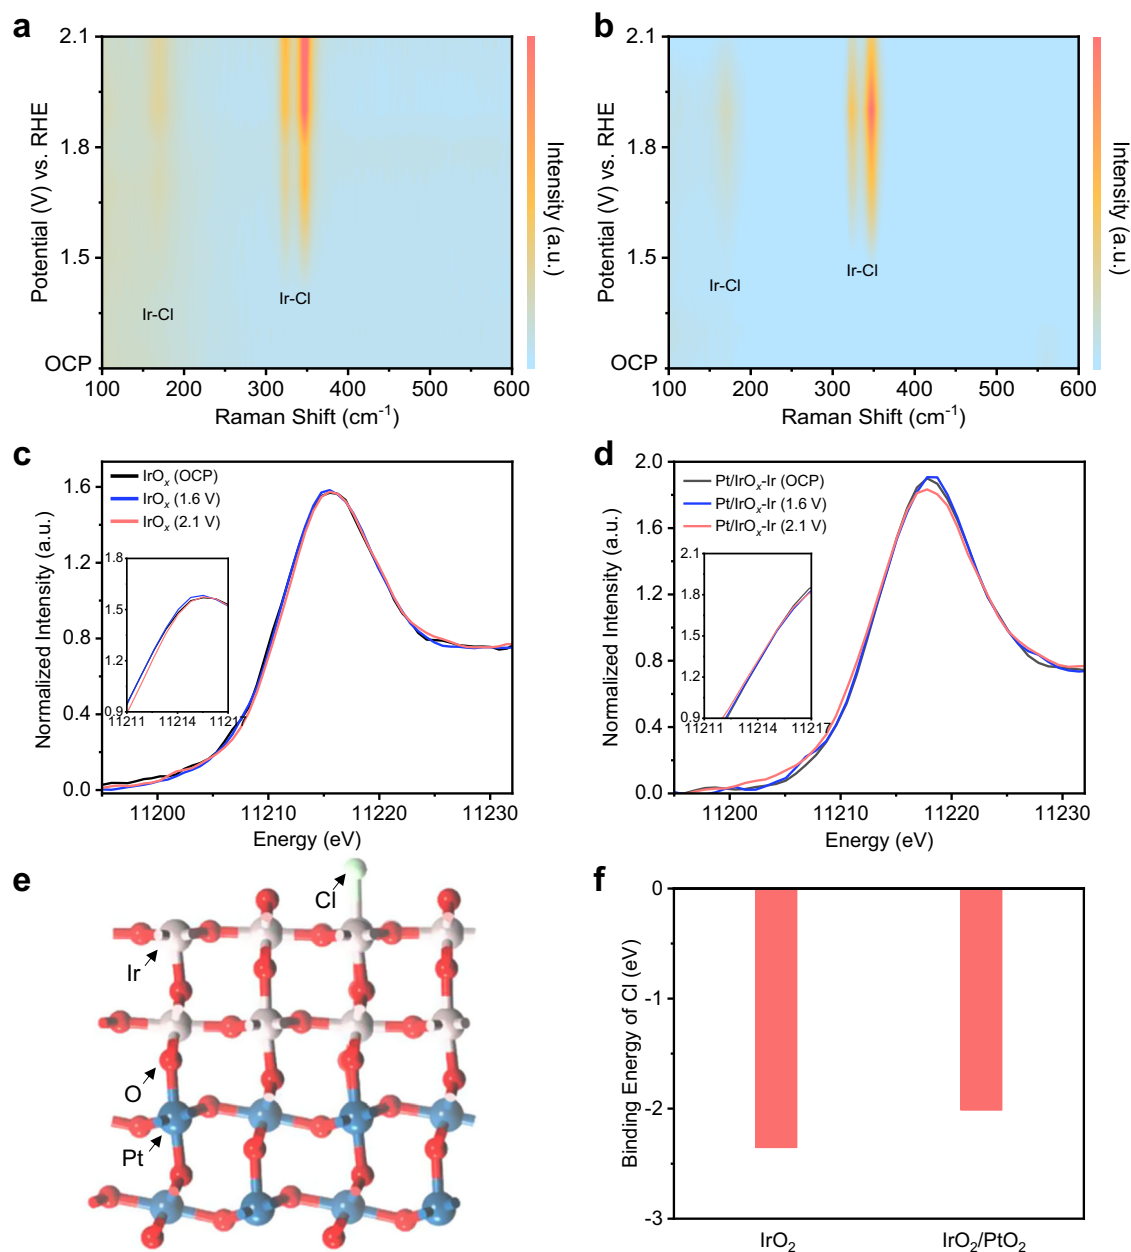 a
2.1
1.8
1.5
OCP
Potential (V) vs. RHE
Ir-Cl
Ir-Cl
100 200 300 400 500 600
Raman Shift (cm-1)
Intensity (a.u.)
b
2.1
1.8
1.5
OCP
Potential (V) vs. RHE
Ir-Cl
Ir-Cl
100 200 300 400 500 600
Raman Shift (cm-1)
Intensity (a.u.)
c
IrOx (OCP)
IrOx (1.6 V)
IrOx (2.1 V)
1.6
1.2
0.8
0.4
0.0
Normalized Intensity (a.u.)
1.8
1.5
1.2
0.9
11211 11214 1121
11200 11210 11220 11230
Energy (eV)
d
Pt/IrOx-Ir (OCP)
Pt/IrOx-Ir (1.6 V)
Pt/IrOx-Ir (2.1 V)
2.0
1.6
1.2
0.8
0.4
0.0
Normalized Intensity (a.u.)
2.1
1.8
1.5
1.2
0.9
11211 11214 11217
11200 11210 11220 11230
Energy (eV)
e
Cl
Ir
O
Pt
f
0
-1
-2
-3
Binding Energy of Cl (eV)
IrO2 IrO2/PtO2